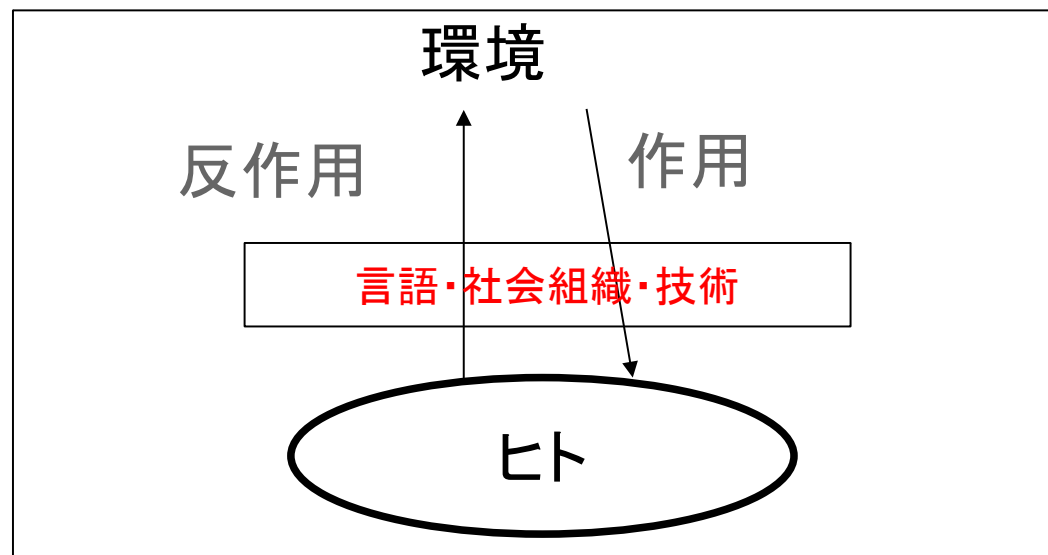 環境
反作用
作用
言語・社会組織・技術
ヒト